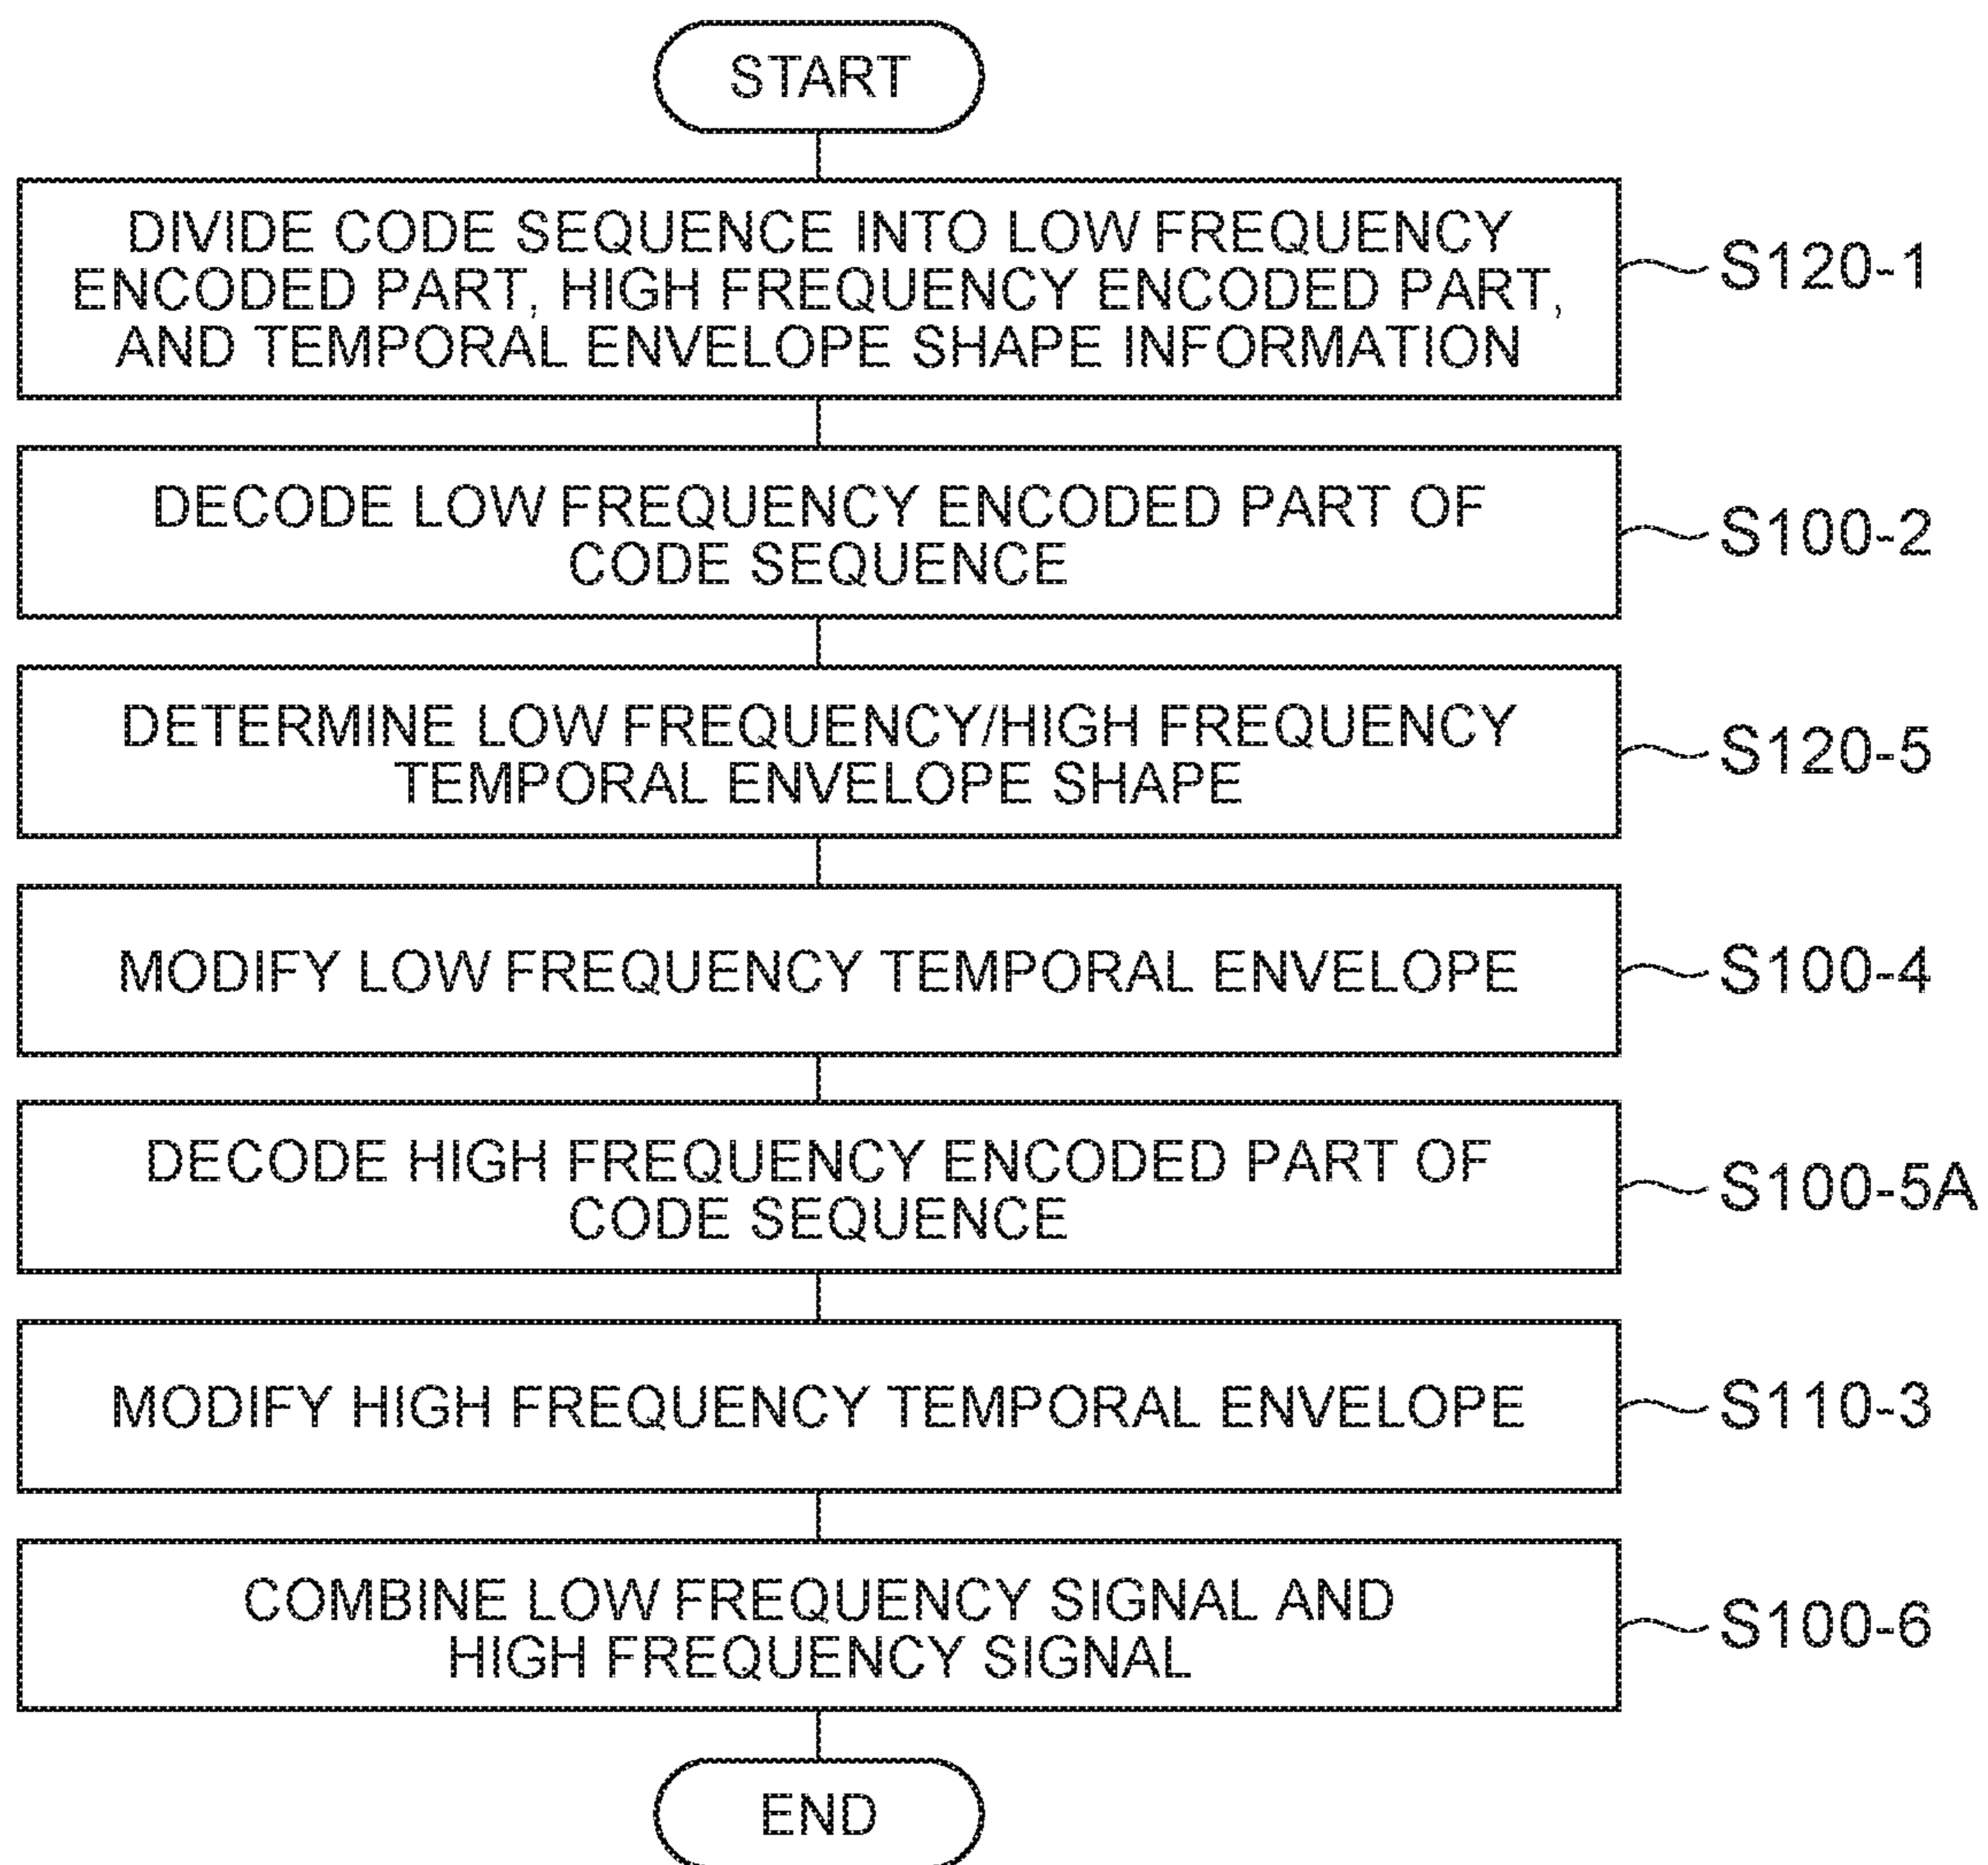 START
DIVIDE CODE SEQUENCE INTO LOW FREQUENCY
ENCODED PART, HIGH FREQUENCY ENCODED PART,
AND TEMPORAL ENVELOPE SHAPE INFORMATION
S120-1
DECODE LOW FREQUENCY ENCODED PART OF
CODE SEQUENCE
S100-2
DETERMINE LOW FREQUENCY/HIGH FREQUENCY
TEMPORAL ENVELOPE SHAPE
S120-5
MODIFY LOW FREQUENCY TEMPORAL ENVELOPE
S100-4
DECODE HIGH FREQUENCY ENCODED PART OF
CODE SEQUENCE
S100-5A
MODIFY HIGH FREQUENCY TEMPORAL ENVELOPE
S110-3
COMBINE LOW FREQUENCY SIGNAL AND
HIGH FREQUENCY SIGNAL
S100-6
END